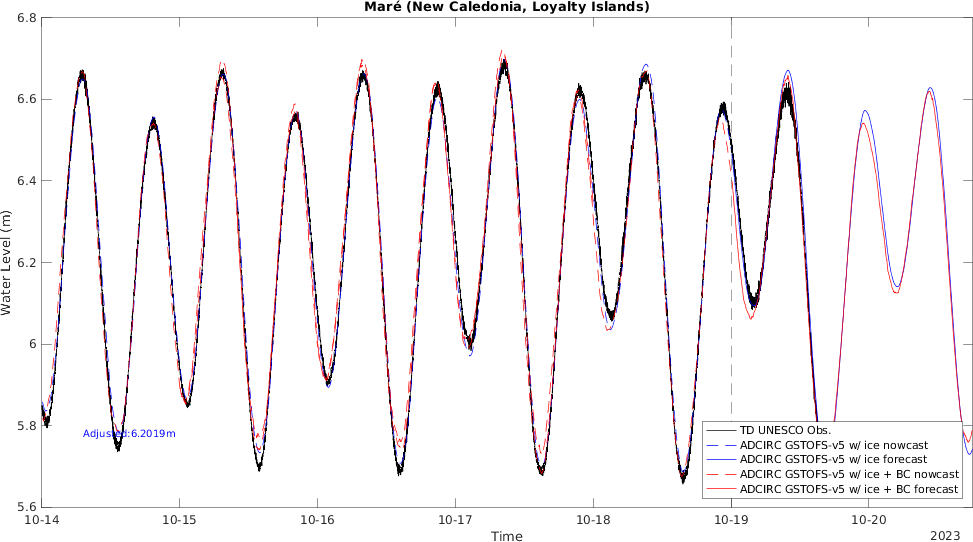 Maré (New Caledonia, Loyalty Islands)
6.8
6.6
6.4
6.2
6
5.8
5.6
Water Level (m)
Adjusted:6.2019m
TD UNESCO Obs.
ADCIRC GSTOFS-v5 w/ ice nowcast
ADCIRC GSTOFS-v5 w/ ice forecast
ADCIRC GSTOFS-v5 w/ ice + BC nowcast
ADCIRC GSTOFS-v5 w/ ice + BC forecast
10-14 10-15 10-16 10-17 10-18 10-19 10-20
Time
2023